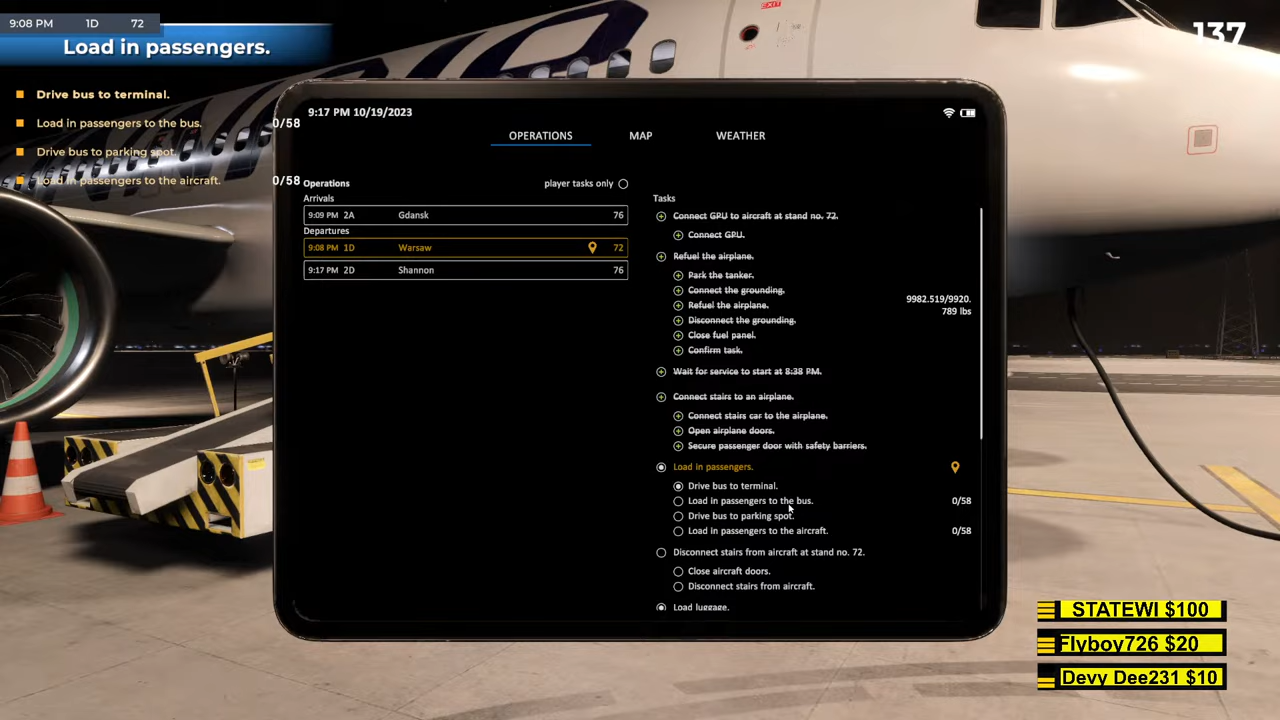 9:08 PM 1D 72
Load in passengers.
Drive bus to terminal.
Load in passengers to the bus. 0/58
Drive bus to parking spot.
Load in passengers to the aircraft. 0/58
EXIT
137
9:17 PM 10/19/2023
OPERATIONS MAP WEATHER
Operations player tasks only
Arrivals
9:09 PM 2A Gdansk 76
Departures
9:08 PM 1D Warsaw 72
9:17 PM 2D Shannon 76
Tasks
Connect GPU to aircraft at stand no. 72.
Connect GPU.
Refuel the airplane.
Park the tanker.
Connect the grounding.
Refuel the airplane. 9982.519/9920.
789 lbs
Disconnect the grounding.
Close fuel panel.
Confirm task.
Wait for service to start at 8:38 PM.
Connect stairs to an airplane.
Connect stairs car to the airplane.
Open airplane doors.
Secure passenger door with safety barriers.
Load in passengers.
Drive bus to terminal.
Load in passengers to the bus. 0/58
Drive bus to parking spot.
Load in passengers to the aircraft. 0/58
Disconnect stairs from aircraft at stand no. 72.
Close aircraft doors.
Disconnect stairs from aircraft.
Load luggage.
STATEWI $100
Flyboy726 $20
Devy Dee231 $10